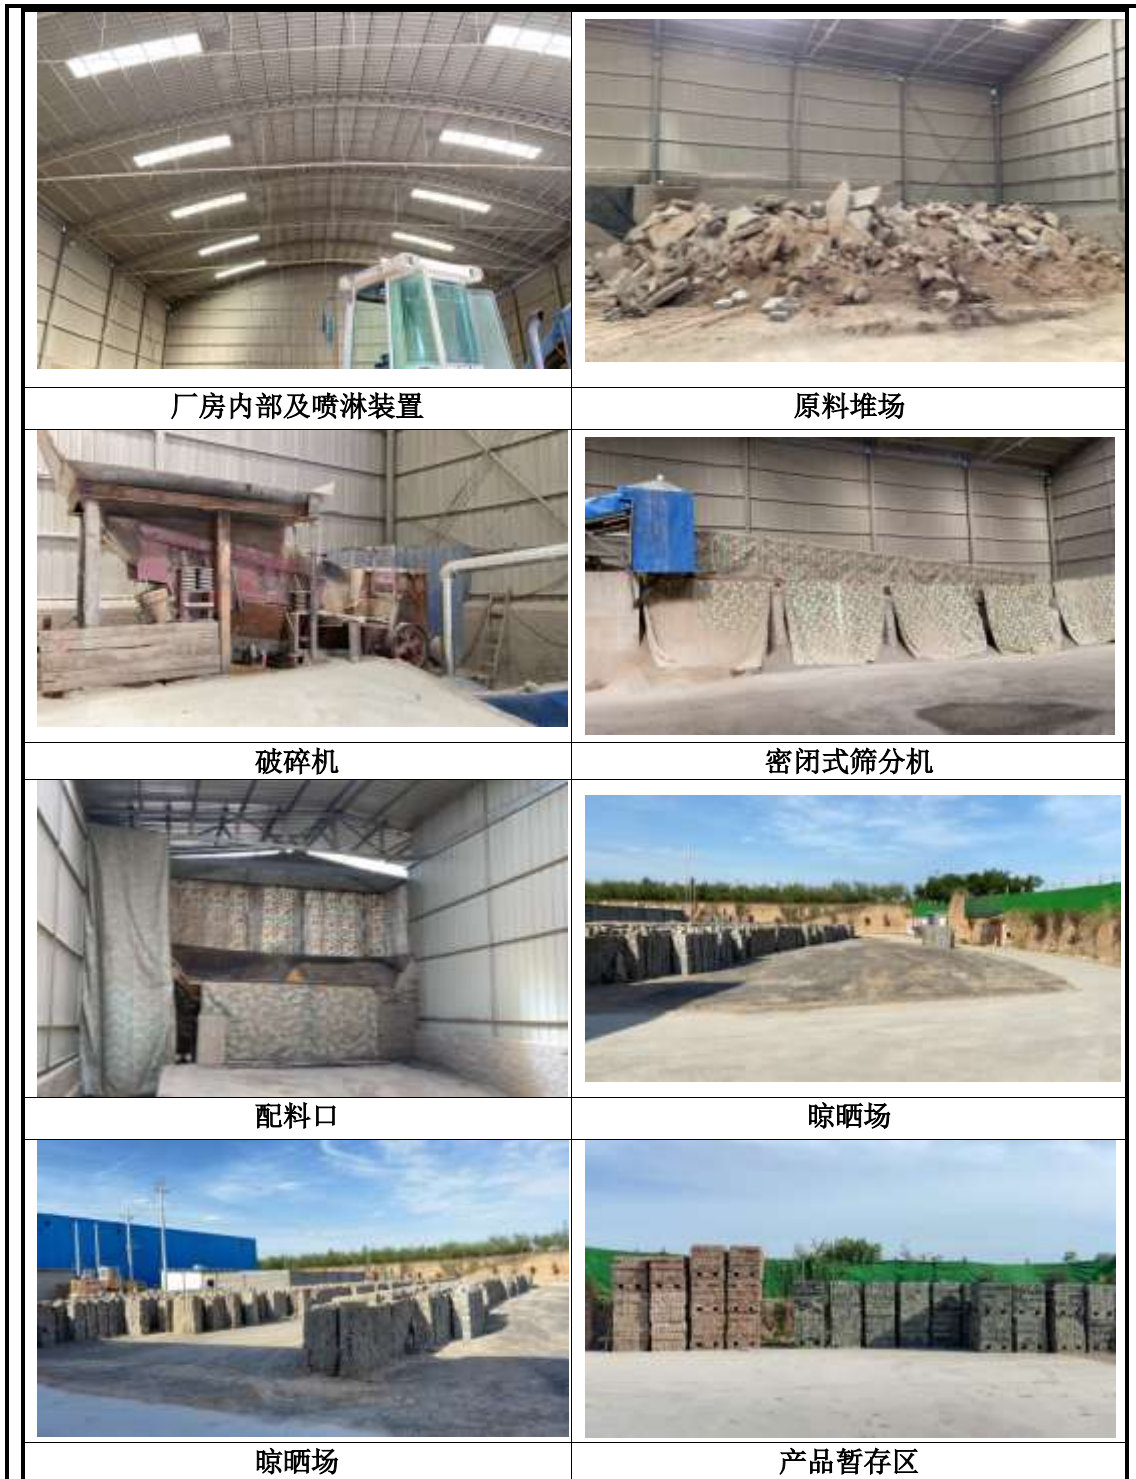 厂房内部及喷淋装置
原料堆场
破碎机
密闭式筛分机
配料口
晾晒场
晾晒场
产品暂存区